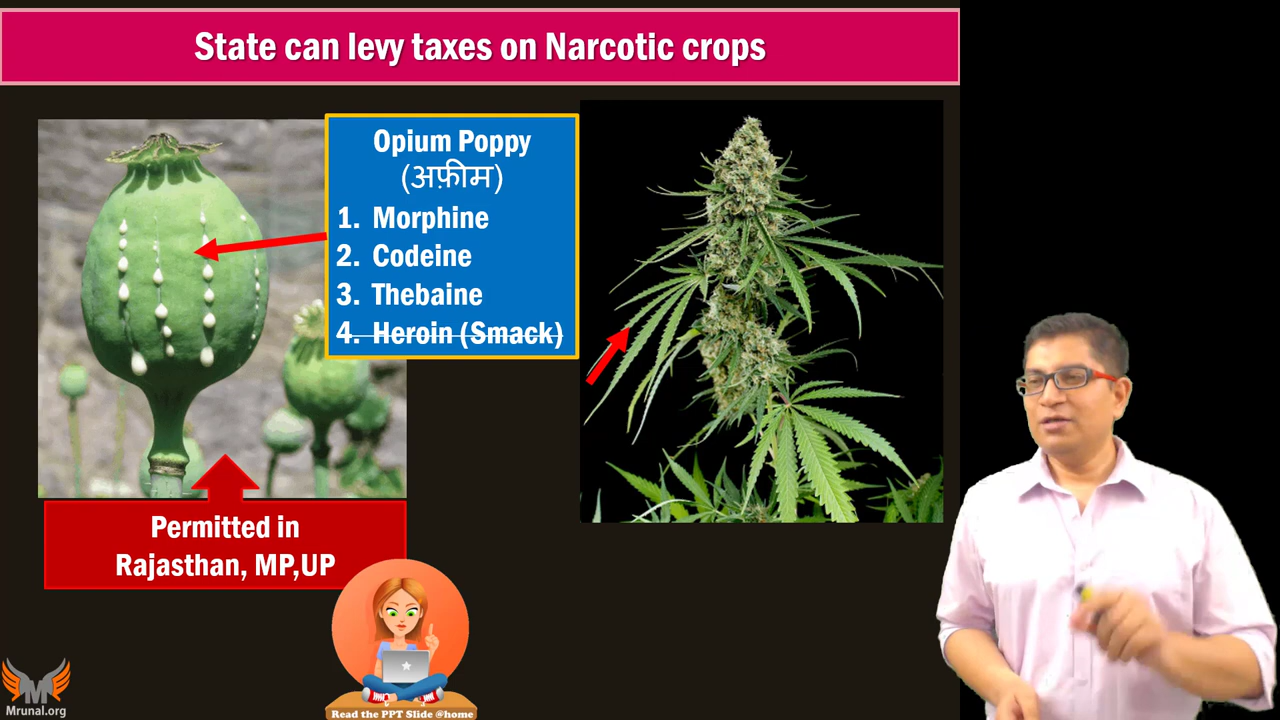 State can levy taxes on Narcotic crops
Opium Poppy
(अफ़ीम)
1. Morphine
2. Codeine
3. Thebaine
4. Heroin (Smack)
Permitted in
Rajasthan, MP,UP
Mrunal.org
Read the PPT Slide @home